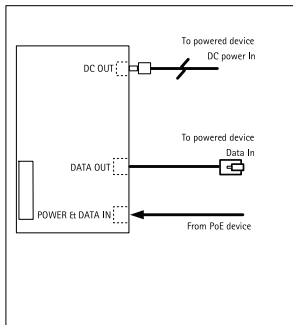 To powered device
DC power In
DC OUT
To powered device
Data In
DATA OUT
POWER & DATA IN
From PoE device